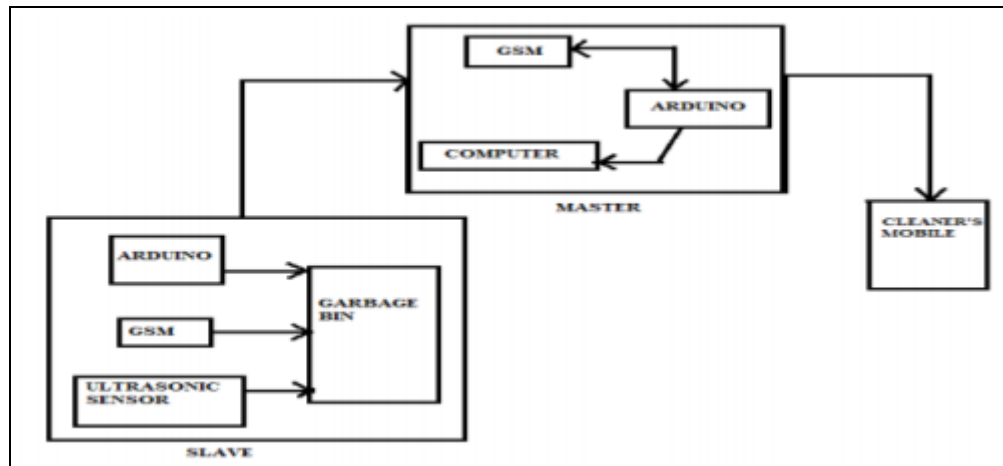 GSM
ARDUINO
COMPUTER
MASTER
CLEANER'S
MOBILE
ARDUINO
GARBAGE
BIN
GSM
ULTRASONIC
SENSOR
SLAVE